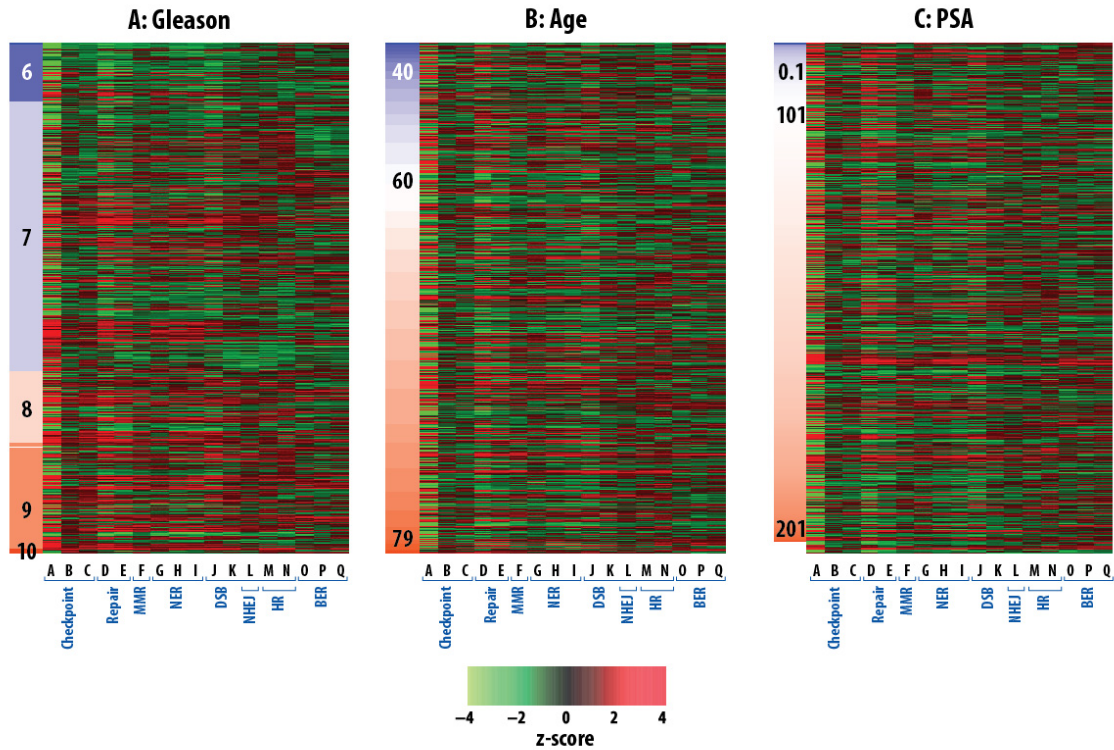 A: Gleason
B: Age
C: PSA
6
7
8
9
10
40
60
79
0.1
101
201
A B C D E F G H I J K L M N O P Q
Checkpoint
Repair
MMR
NER
DSB
NHEJ
HR
BER
A B C D E F G H I J K L M N O P Q
Checkpoint
Repair
MMR
NER
DSB
NHEJ
HR
BER
A B C D E F G H I J K L M N O P Q
Checkpoint
Repair
MMR
NER
DSB
NHEJ
HR
BER
−4 −2 0 2 4
z-score